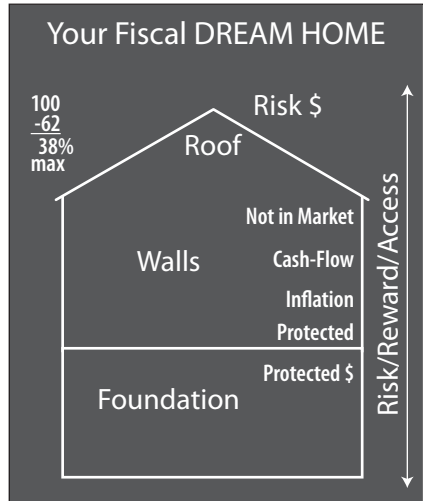 Your Fiscal DREAM HOME
100
-62
38%
max
Risk $
Roof
Not in Market
Walls
Cash-Flow
Inflation
Protected
Protected $
Foundation
Risk/Reward/Access